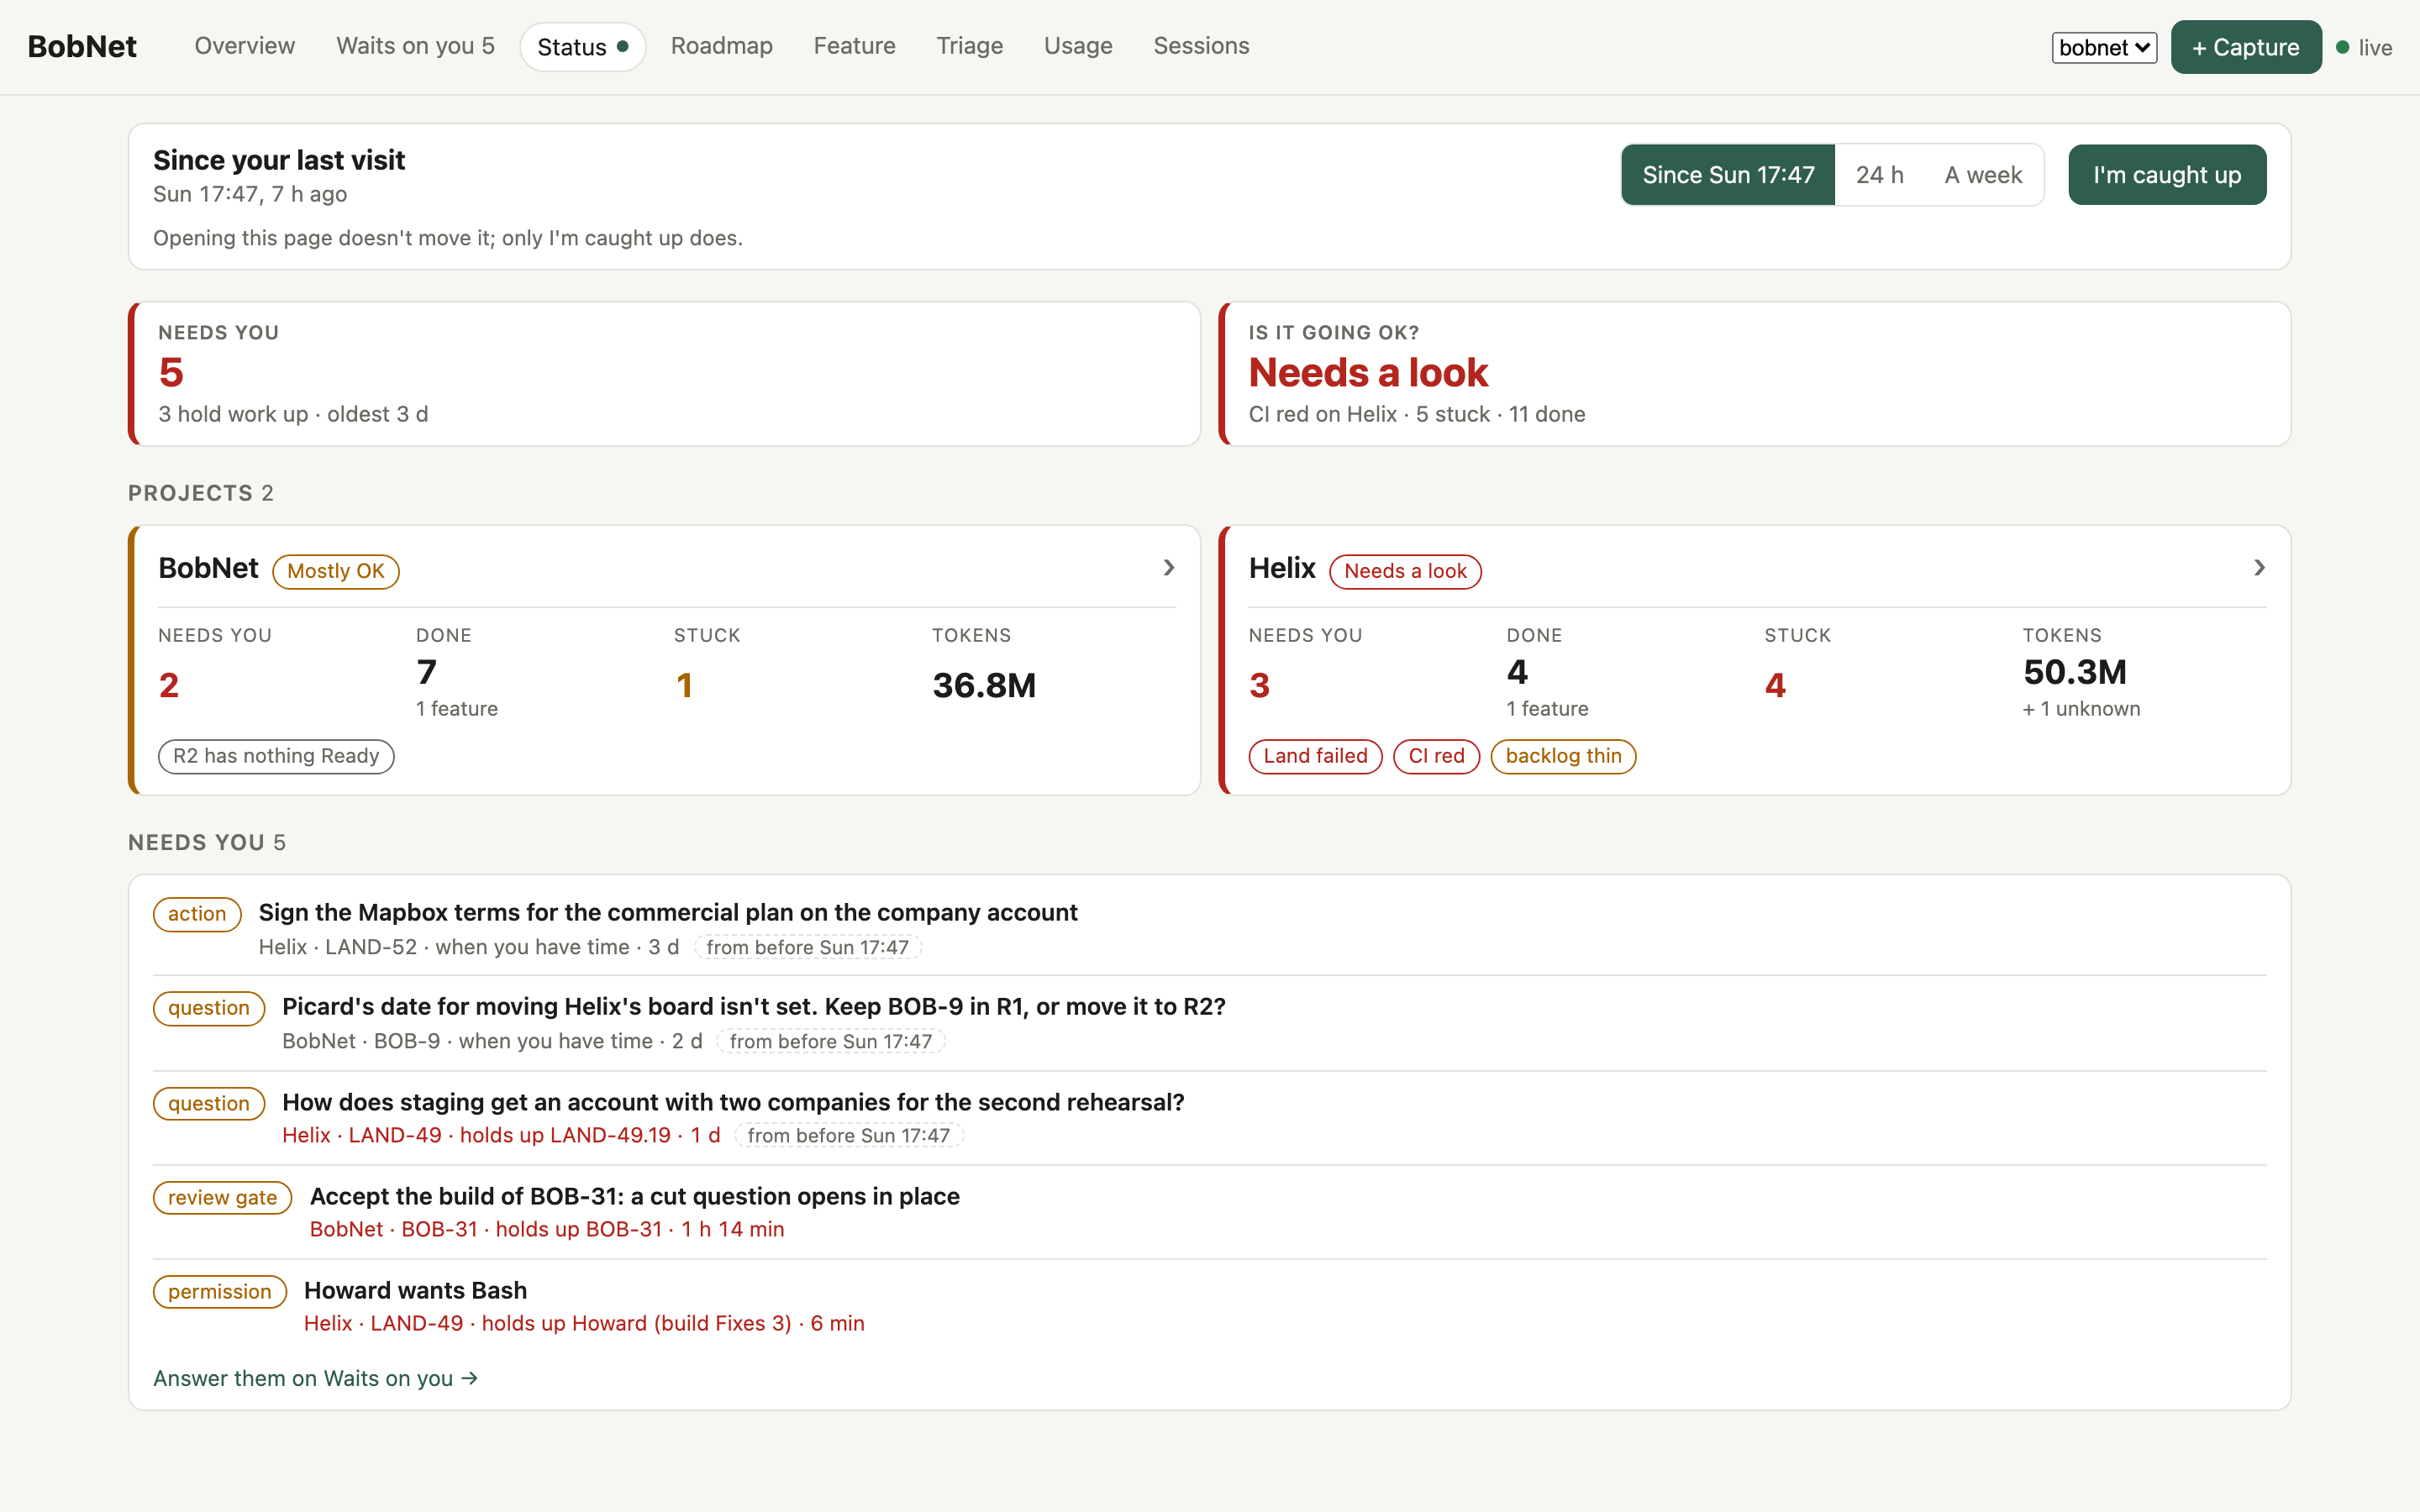 BobNet Overview Waits on you 5 Status Roadmap Feature Triage Usage Sessions bobnet + Capture live
Since your last visit
Sun 17:47, 7 h ago
Opening this page doesn't move it; only I'm caught up does.
Since Sun 17:47 24 h A week I'm caught up
NEEDS YOU
5
3 hold work up · oldest 3 d
IS IT GOING OK?
Needs a look
CI red on Helix · 5 stuck · 11 done
PROJECTS 2
BobNet Mostly OK ›
NEEDS YOU DONE STUCK TOKENS
2 7 1 36.8M
1 feature
R2 has nothing Ready
Helix Needs a look ›
NEEDS YOU DONE STUCK TOKENS
3 4 4 50.3M
1 feature + 1 unknown
Land failed CI red backlog thin
NEEDS YOU 5
action Sign the Mapbox terms for the commercial plan on the company account
Helix · LAND-52 · when you have time · 3 d from before Sun 17:47
question Picard's date for moving Helix's board isn't set. Keep BOB-9 in R1, or move it to R2?
BobNet · BOB-9 · when you have time · 2 d from before Sun 17:47
question How does staging get an account with two companies for the second rehearsal?
Helix · LAND-49 · holds up LAND-49.19 · 1 d from before Sun 17:47
review gate Accept the build of BOB-31: a cut question opens in place
BobNet · BOB-31 · holds up BOB-31 · 1 h 14 min
permission Howard wants Bash
Helix · LAND-49 · holds up Howard (build Fixes 3) · 6 min
Answer them on Waits on you →